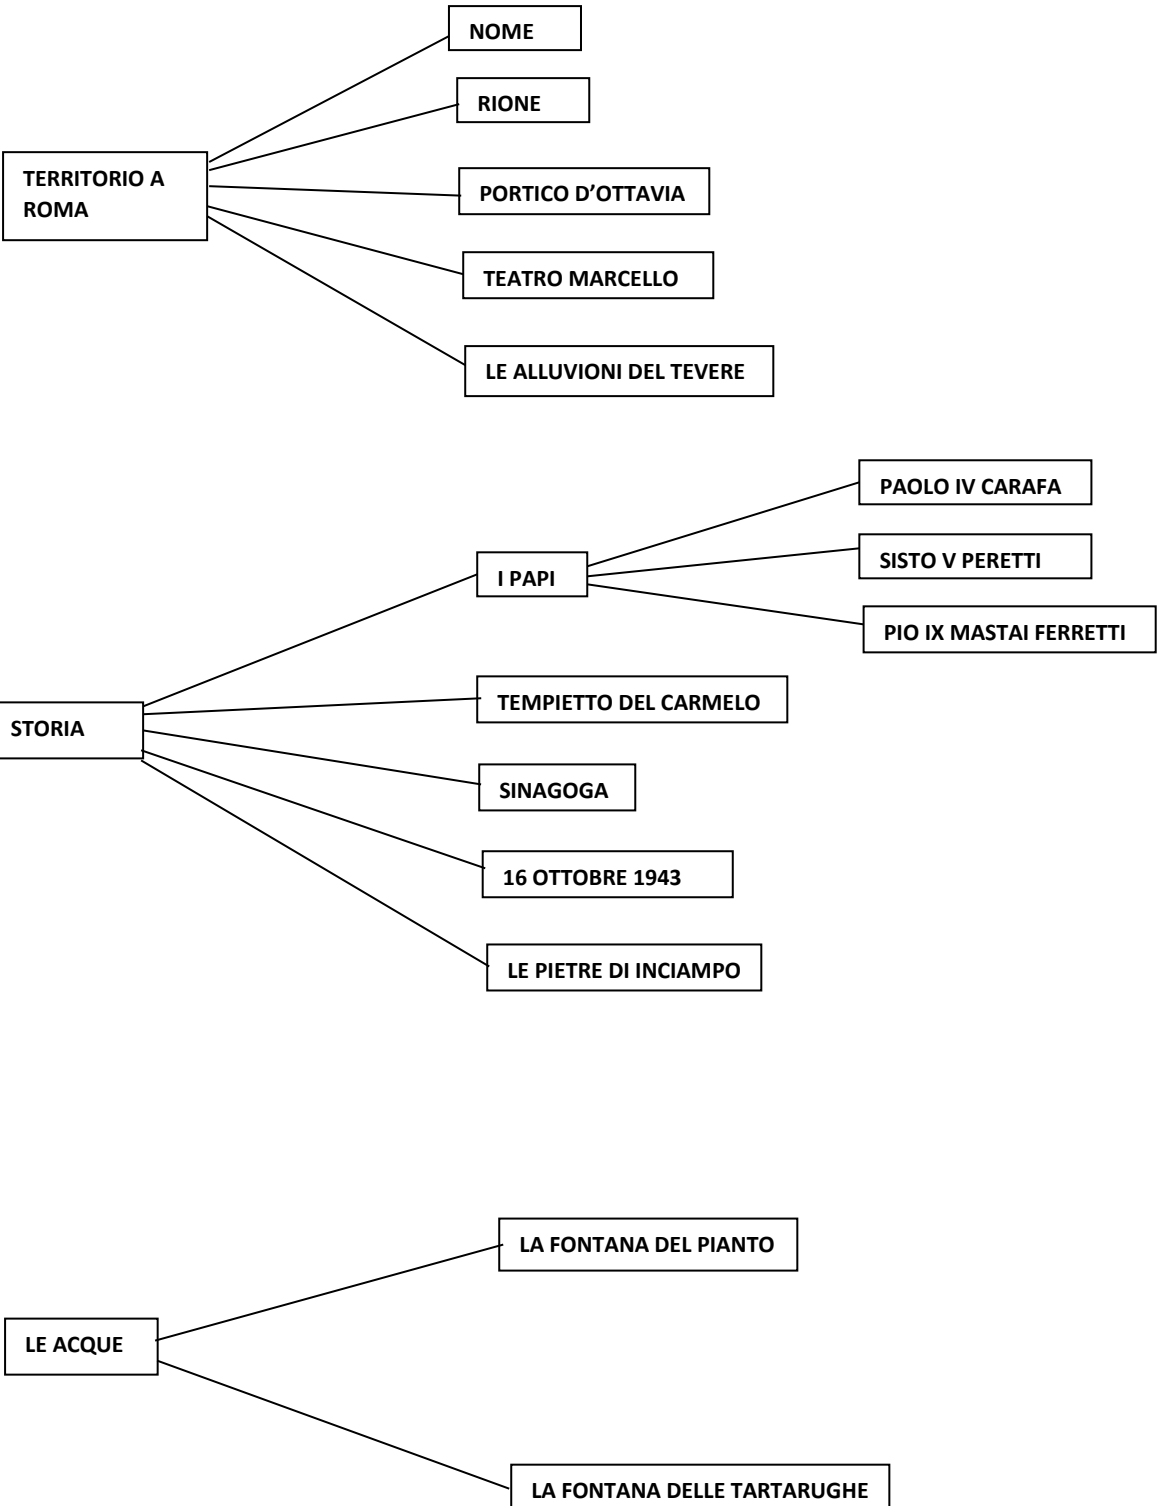 NOME
RIONE
TERRITORIO A
ROMA
PORTICO D’OTTAVIA
TEATRO MARCELLO
LE ALLUVIONI DEL TEVERE
PAOLO IV CARAFA
SISTO V PERETTI
I PAPI
PIO IX MASTAI FERRETTI
TEMPIETTO DEL CARMELO
STORIA
SINAGOGA
16 OTTOBRE 1943
LE PIETRE DI INCIAMPO
LA FONTANA DEL PIANTO
LE ACQUE
LA FONTANA DELLE TARTARUGHE